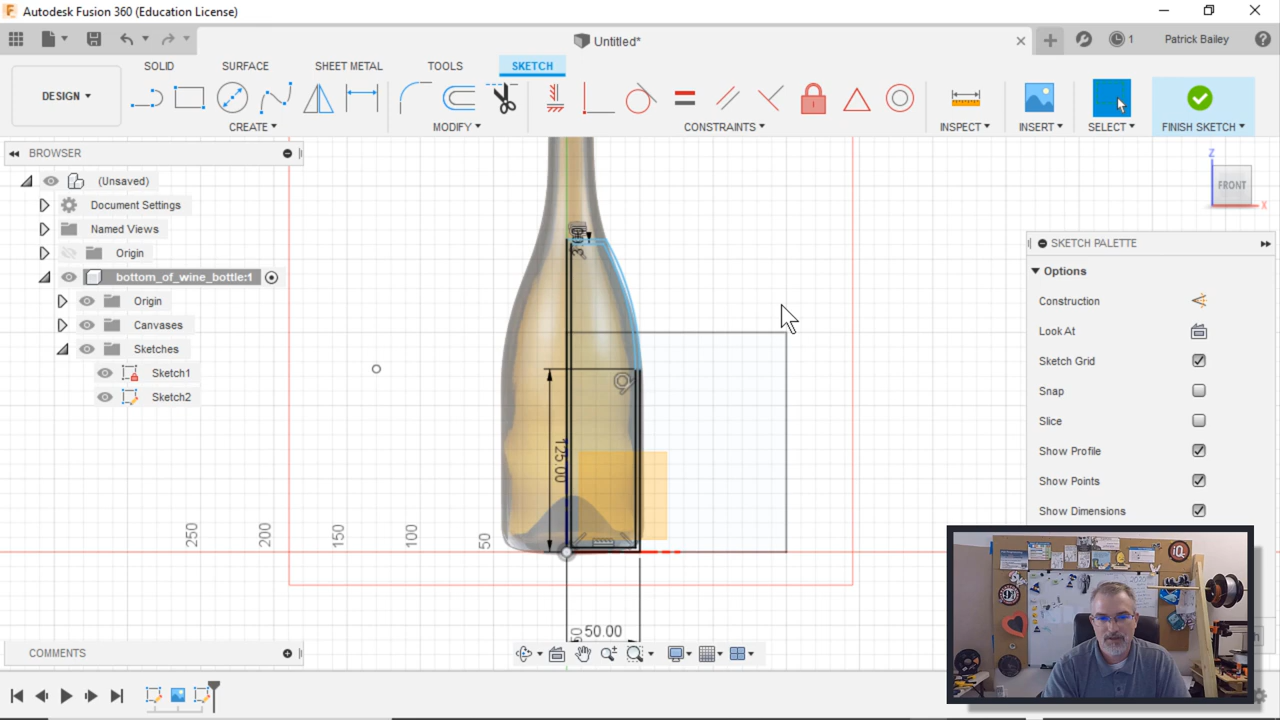 Autodesk Fusion 360 (Education License)
Untitled*
1
Patrick Bailey
SOLID
SURFACE
SHEET METAL
TOOLS
SKETCH
DESIGN
CREATE
MODIFY
CONSTRAINTS
INSPECT
INSERT
SELECT
FINISH SKETCH
BROWSER
(Unsaved)
Document Settings
Named Views
Origin
bottom_of_wine_bottle:1
Origin
Canvases
Sketches
Sketch1
Sketch2
Z
FRONT
X
SKETCH PALETTE
Options
Construction
Look At
Sketch Grid
Snap
Slice
Show Profile
Show Points
Show Dimensions
125.00
250
200
150
100
50
50.00
COMMENTS